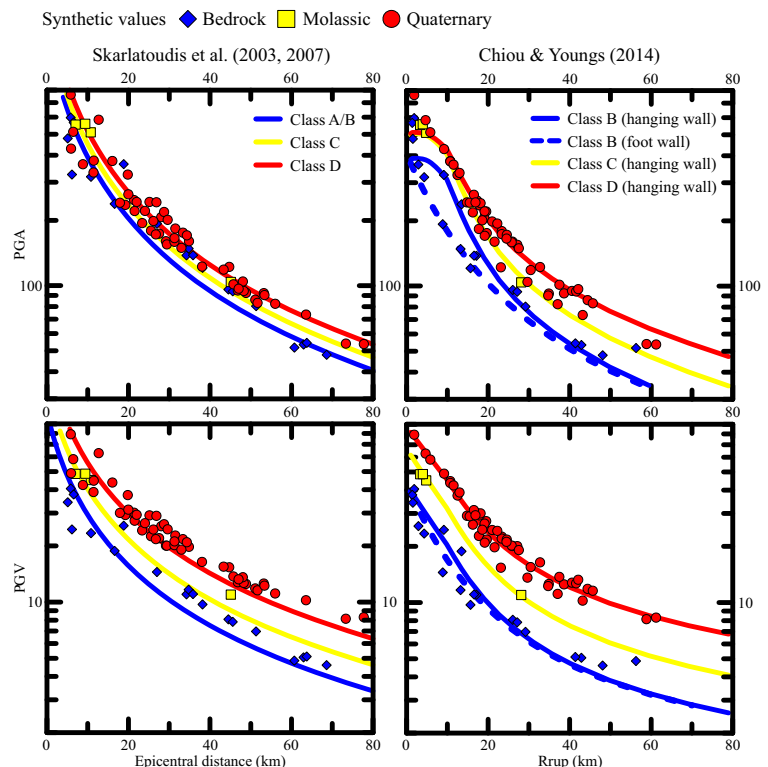 Synthetic values Bedrock Molassic Quaternary
Skarlatoudis et al. (2003, 2007)
Chiou & Youngs (2014)
0 20 40 60 80
0 20 40 60 80
Class A/B
Class C
Class D
Class B (hanging wall)
Class B (foot wall)
Class C (hanging wall)
Class D (hanging wall)
PGA
100
100
0 20 40 60 80
0 20 40 60 80
PGV
10
10
0 20 40 60 80
0 20 40 60 80
Epicentral distance (km)
Rrup (km)